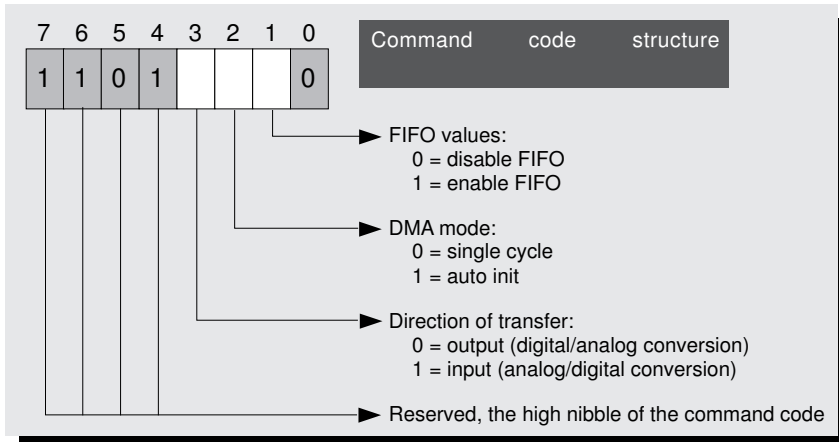 7 6 5 4 3 2 1 0
Command code structure
1 1 0 1 0
FIFO values:
0 = disable FIFO
1 = enable FIFO
DMA mode:
0 = single cycle
1 = auto init
Direction of transfer:
0 = output (digital/analog conversion)
1 = input (analog/digital conversion)
Reserved, the high nibble of the command code